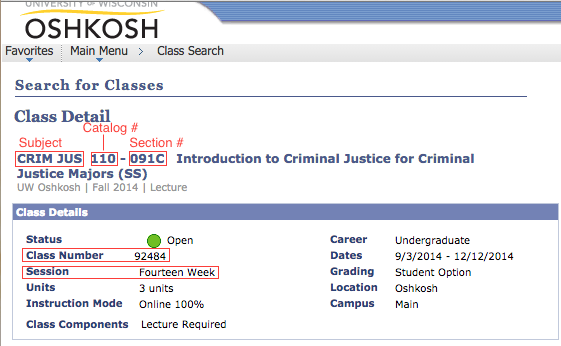 UNIVERSITY OF WISCONSIN
OSHKOSH
Favorites Main Menu > Class Search
Search for Classes
Class Detail
Catalog #
Subject Section #
CRIM JUS 110 - 091C Introduction to Criminal Justice for Criminal
Justice Majors (SS)
UW Oshkosh | Fall 2014 | Lecture
Class Details
Status Open Career Undergraduate
Class Number 92484 Dates 9/3/2014 - 12/12/2014
Session Fourteen Week Grading Student Option
Units 3 units Location Oshkosh
Instruction Mode Online 100% Campus Main
Class Components Lecture Required